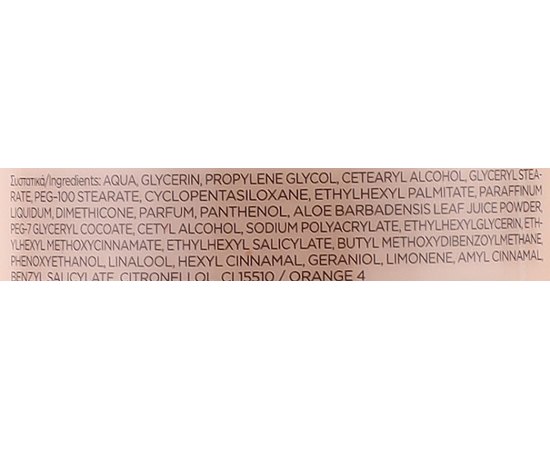 Συστατικά/Ingredients: AQUA, GLYCERIN, PROPYLENE GLYCOL, CETEARYL ALCOHOL, GLYCERYL STEA-
RATE, PEG-100 STEARATE, CYCLOPENTASILOXANE, ETHYLHEXYL PALMITATE, PARAFFINUM
LIQUIDUM, DIMETHICONE, PARFUM, PANTHENOL, ALOE BARBADENSIS LEAF JUICE POWDER,
PEG-7 GLYCERYL COCOATE, CETYL ALCOHOL, SODIUM POLYACRYLATE, ETHYLHEXYLGLYCERIN, ETH-
YLHEXYL METHOXYCINNAMATE, ETHYLHEXYL SALICYLATE, BUTYL METHOXYDIBENZOYLMETHANE,
PHENOXYETHANOL, LINALOOL, HEXYL CINNAMAL, GERANIOL, LIMONENE, AMYL CINNAMAL,
BENZYL SALICYLATE, CITRONELLOL, CI 15510 / ORANGE 4